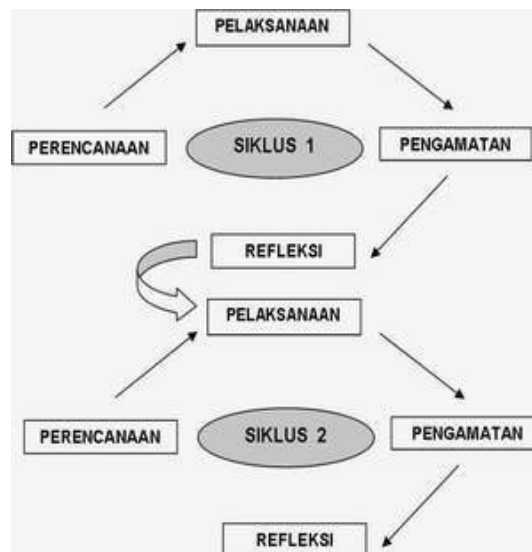 PELAKSANAAN
PERENCANAAN
SIKLUS 1
PENGAMATAN
REFLEKSI
PELAKSANAAN
PERENCANAAN
SIKLUS 2
PENGAMATAN
REFLEKSI